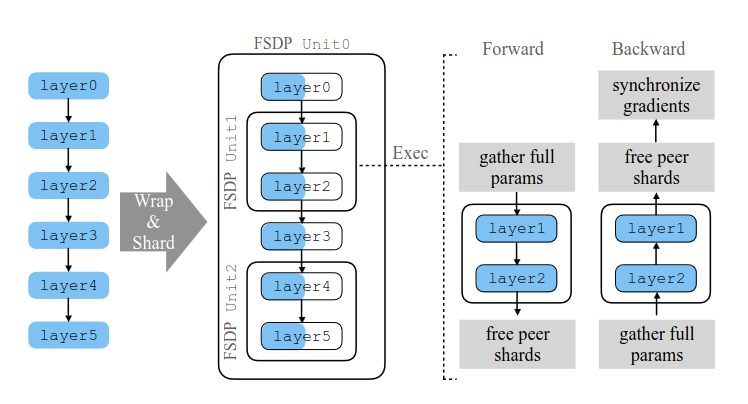 layer0
layer1
layer2
layer3
layer4
layer5
Wrap
&
Shard
FSDP Unit0
layer0
FSDP Unit1
layer1
layer2
layer3
FSDP Unit2
layer4
layer5
Exec
Forward
gather full
params
layer1
layer2
free peer
shards
Backward
synchronize
gradients
free peer
shards
layer1
layer2
gather full
params